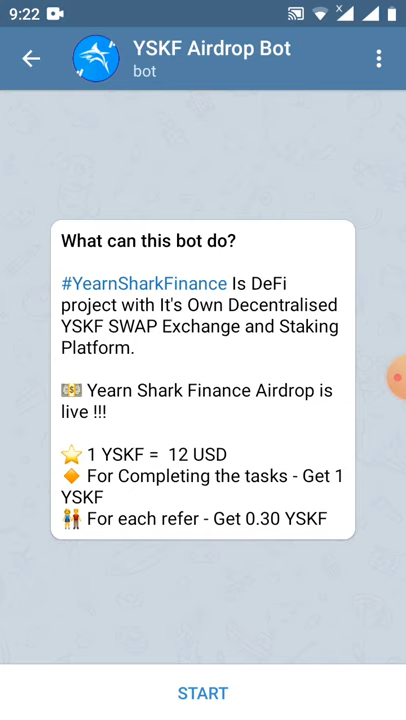 9:22
YSKF Airdrop Bot
bot
What can this bot do?
#YearnSharkFinance Is DeFi
project with It's Own Decentralised
YSKF SWAP Exchange and Staking
Platform.
💵 Yearn Shark Finance Airdrop is
live !!!
⭐ 1 YSKF =  12 USD
🔶 For Completing the tasks - Get 1
YSKF
👫 For each refer - Get 0.30 YSKF
START